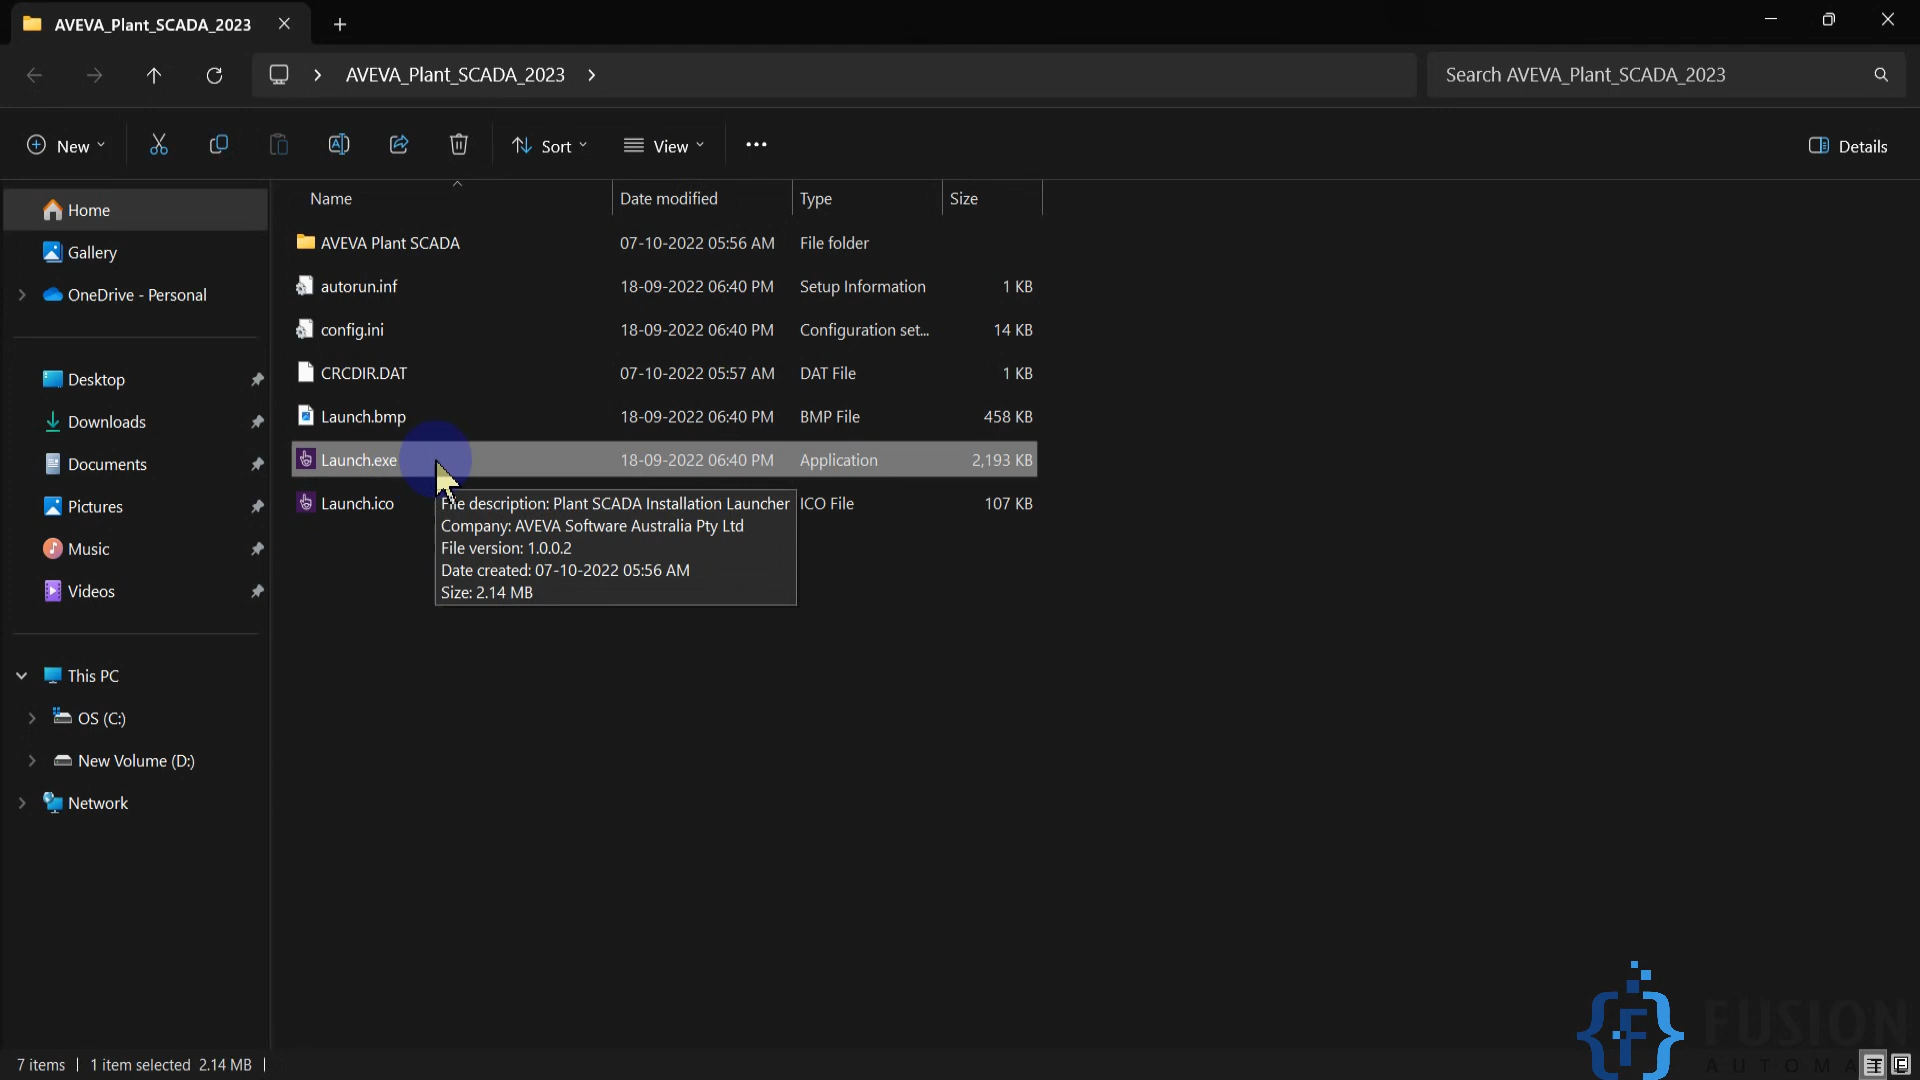 AVEVA_Plant_SCADA_2023
AVEVA_Plant_SCADA_2023
Search AVEVA_Plant_SCADA_2023
New
Sort
View
Details
Home
Gallery
OneDrive - Personal
Desktop
Downloads
Documents
Pictures
Music
Videos
This PC
OS (C:)
New Volume (D:)
Network
Name Date modified Type Size
AVEVA Plant SCADA 07-10-2022 05:56 AM File folder
autorun.inf 18-09-2022 06:40 PM Setup Information 1 KB
config.ini 18-09-2022 06:40 PM Configuration set... 14 KB
CRCDIR.DAT 07-10-2022 05:57 AM DAT File 1 KB
Launch.bmp 18-09-2022 06:40 PM BMP File 458 KB
Launch.exe 18-09-2022 06:40 PM Application 2,193 KB
Launch.ico ICO File 107 KB
File description: Plant SCADA Installation Launcher
Company: AVEVA Software Australia Pty Ltd
File version: 1.0.0.2
Date created: 07-10-2022 05:56 AM
Size: 2.14 MB
7 items 1 item selected 2.14 MB
FUSION
AUTOMA